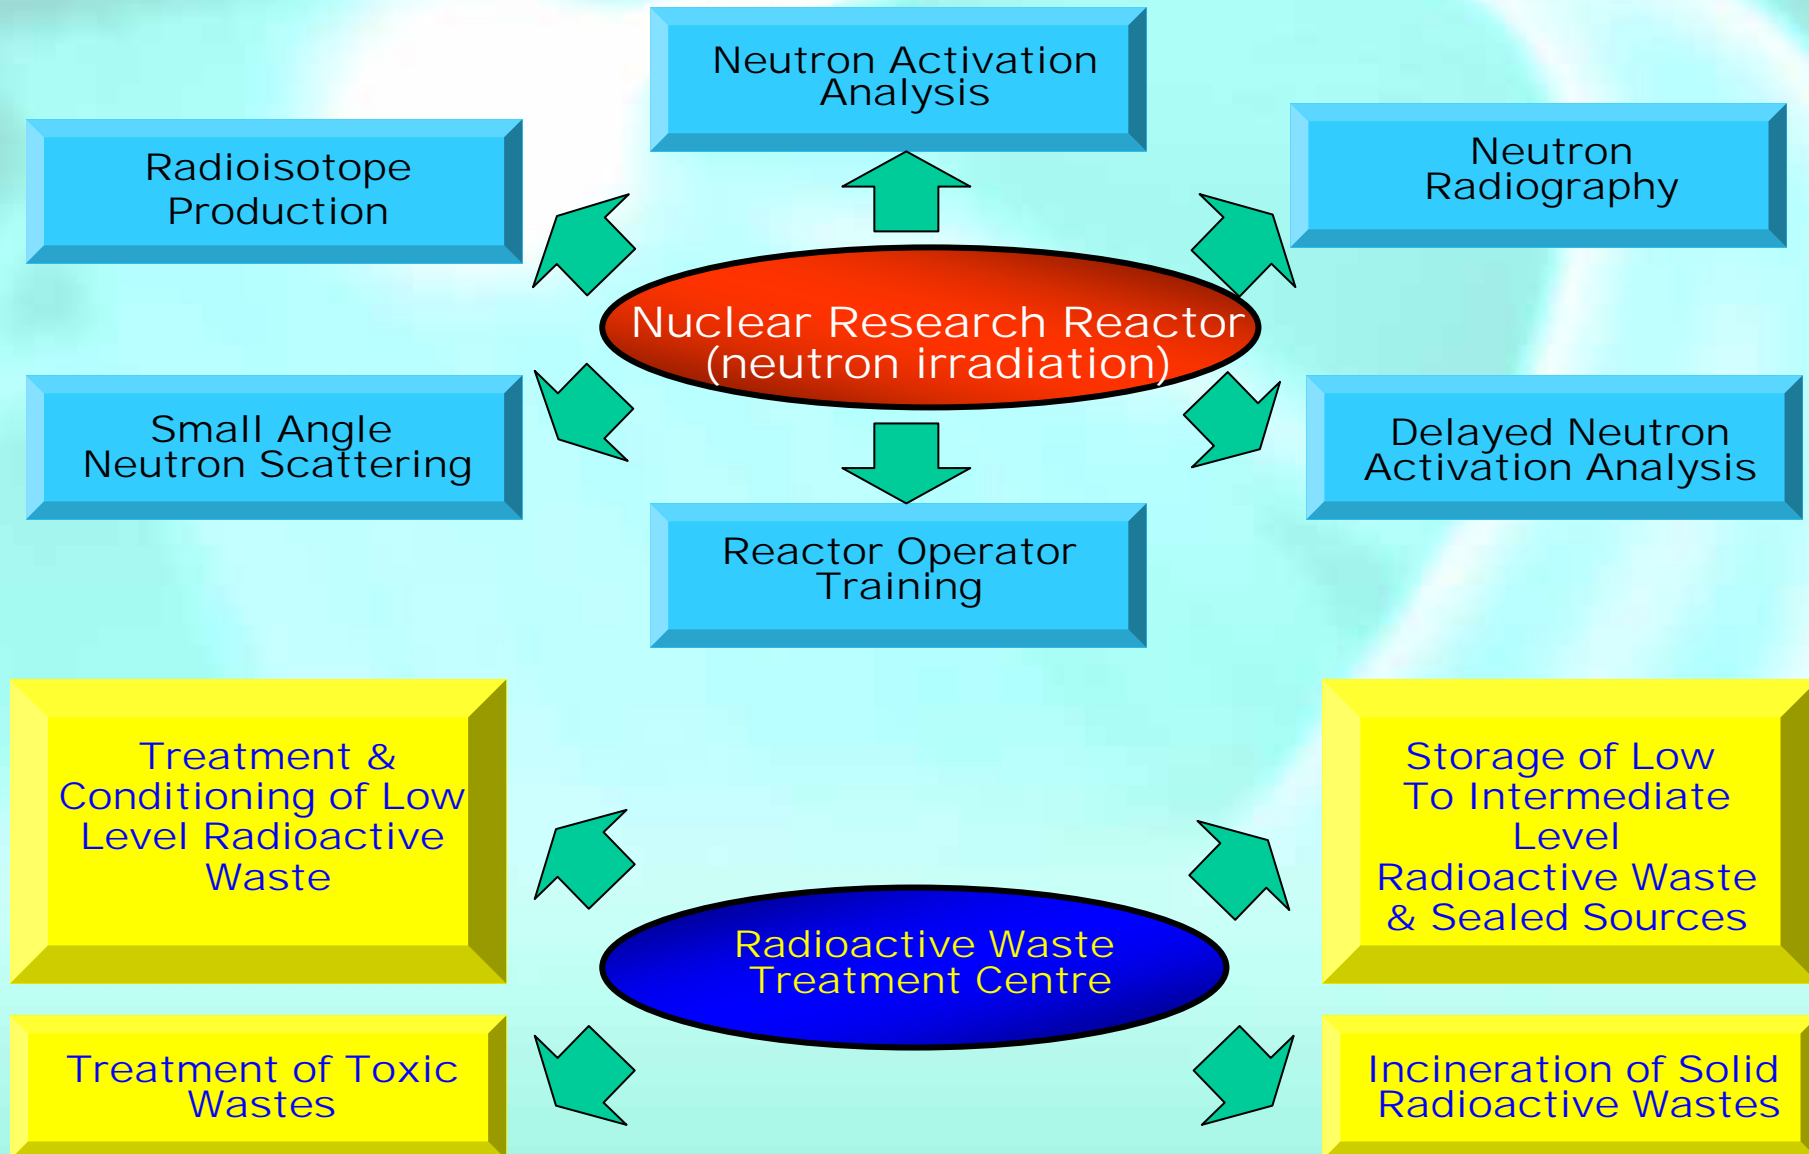 Neutron Activation
Analysis
Radioisotope
Production
Neutron
Radiography
Nuclear Research Reactor
(neutron irradiation)
Small Angle
Neutron Scattering
Delayed Neutron
Activation Analysis
Reactor Operator
Training
Treatment &
Conditioning of Low
Level Radioactive
Waste
Storage of Low
To Intermediate
Level
Radioactive Waste
& Sealed Sources
Radioactive Waste
Treatment Centre
Treatment of Toxic
Wastes
Incineration of Solid
Radioactive Wastes